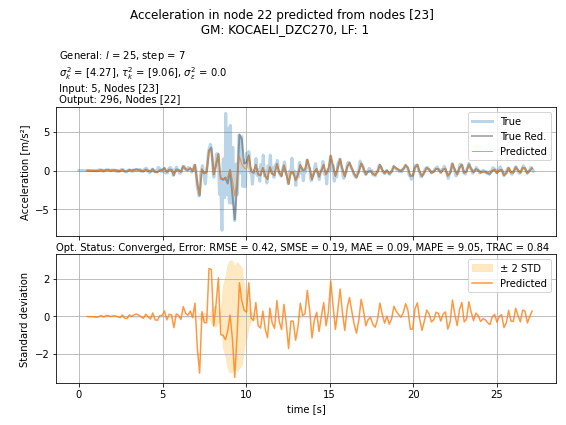 Acceleration in node 22 predicted from nodes [23]
GM: KOCAELI_DZC270, LF: 1
General: l = 25, step = 7
σ²ₖ = [4.27], τ²ₖ = [9.06], σ²ε = 0.0
Input: 5, Nodes [23]
Output: 296, Nodes [22]
Acceleration [m/s²]
5
0
−5
True
True Red.
Predicted
Opt. Status: Converged, Error: RMSE = 0.42, SMSE = 0.19, MAE = 0.09, MAPE = 9.05, TRAC = 0.84
Standard deviation
2
0
−2
± 2 STD
Predicted
0 5 10 15 20 25
time [s]